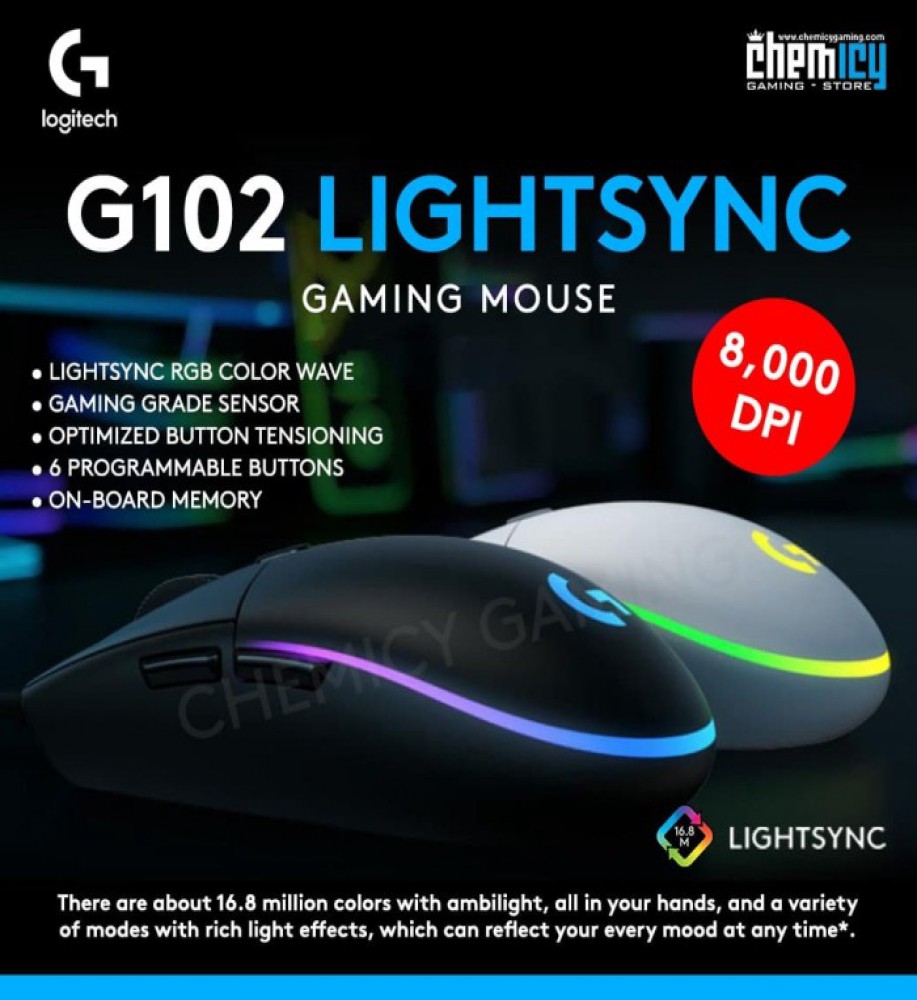 logitech
www.chemicygaming.com
chemicy
GAMING - STORE
G102 LIGHTSYNC
GAMING MOUSE
8,000
DPI
• LIGHTSYNC RGB COLOR WAVE
• GAMING GRADE SENSOR
• OPTIMIZED BUTTON TENSIONING
• 6 PROGRAMMABLE BUTTONS
• ON-BOARD MEMORY
CHEMICY GAMING
16.8
M
LIGHTSYNC
There are about 16.8 million colors with ambilight, all in your hands, and a variety
of modes with rich light effects, which can reflect your every mood at any time*.